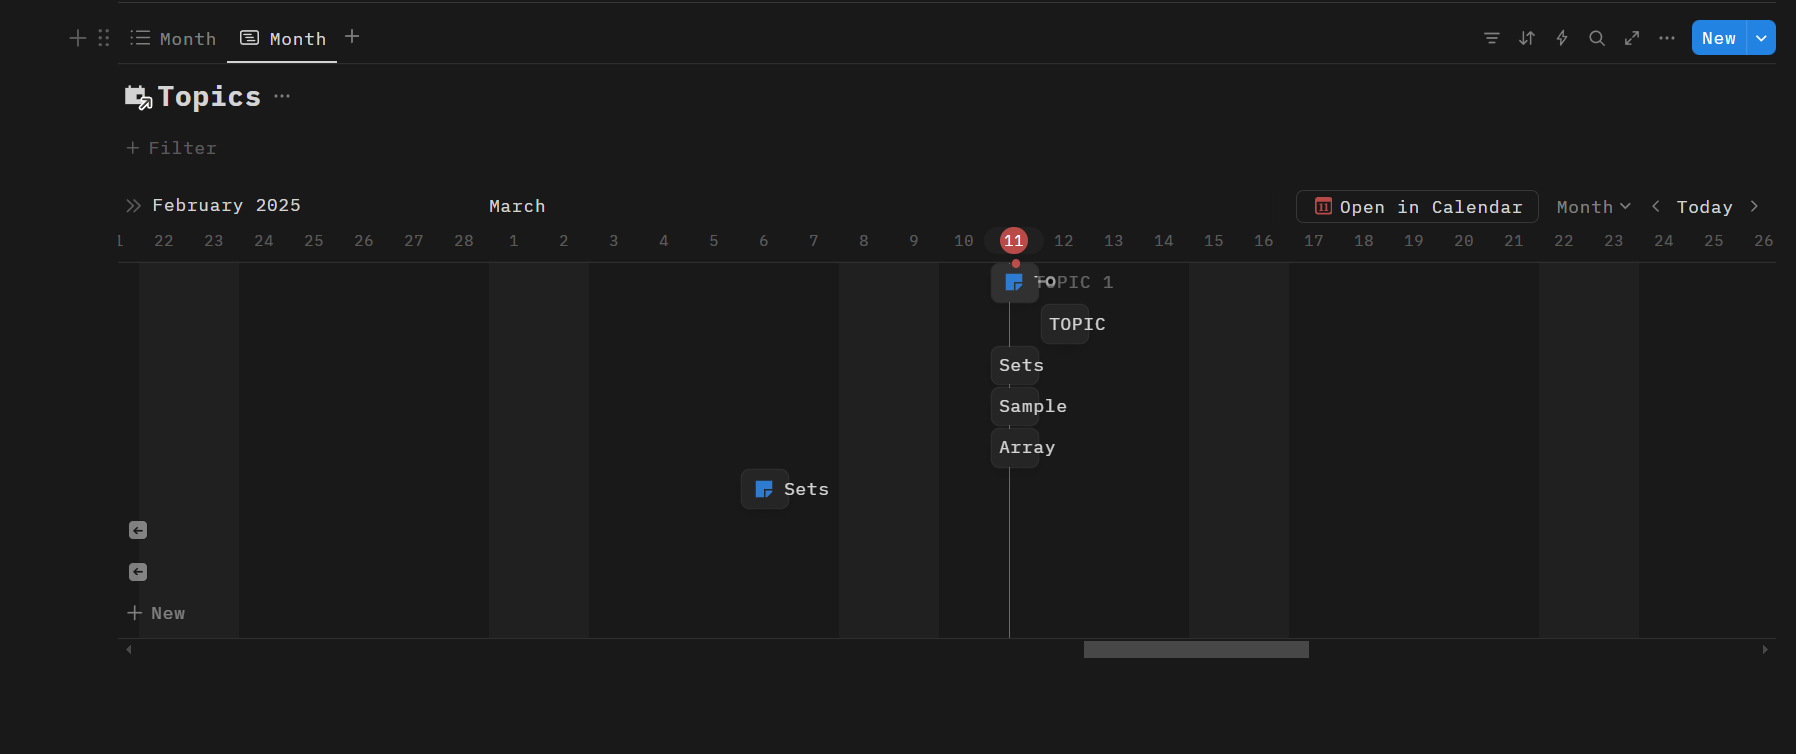 Month Month New
Topics
Filter
February 2025 March 11 Open in Calendar Month Today
22 23 24 25 26 27 28 1 2 3 4 5 6 7 8 9 10 11 12 13 14 15 16 17 18 19 20 21 22 23 24 25 26
TOPIC 1
TOPIC
Sets
Sample
Array
Sets
New